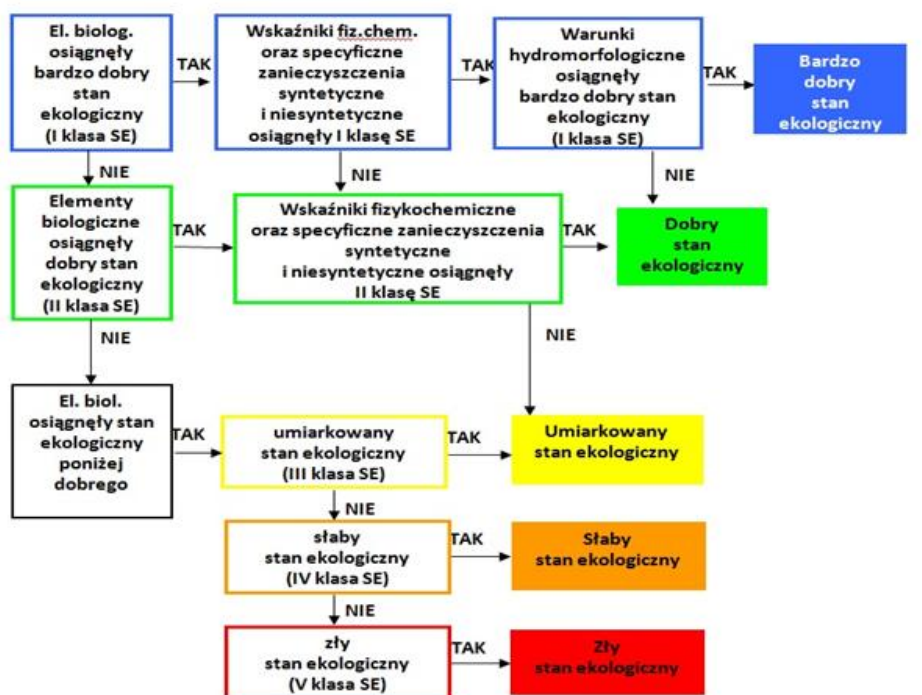 El. biolog.
osiągnęły
bardzo dobry
stan
ekologiczny
(I klasa SE)
TAK
Wskaźniki fiz.chem.
oraz specyficzne
zanieczyszczenia
syntetyczne
i niesyntetyczne
osiągnęły I klasę SE
TAK
Warunki
hydromorfologiczne
osiągnęły
bardzo dobry stan
ekologiczny
(I klasa SE)
TAK
Bardzo
dobry
stan
ekologiczny
NIE
NIE
NIE
Elementy
biologiczne
osiągnęły
dobry stan
ekologiczny
(II klasa SE)
TAK
Wskaźniki fizykochemiczne
oraz specyficzne zanieczyszczenia
syntetyczne
i niesyntetyczne osiągnęły
II klasę SE
TAK
Dobry
stan
ekologiczny
NIE
NIE
El. biol.
osiągnęły stan
ekologiczny
poniżej
dobrego
TAK
umiarkowany
stan ekologiczny
(III klasa SE)
TAK
Umiarkowany
stan ekologiczny
NIE
słaby
stan ekologiczny
(IV klasa SE)
TAK
Słaby
stan ekologiczny
NIE
zły
stan ekologiczny
(V klasa SE)
TAK
Zły
stan ekologiczny